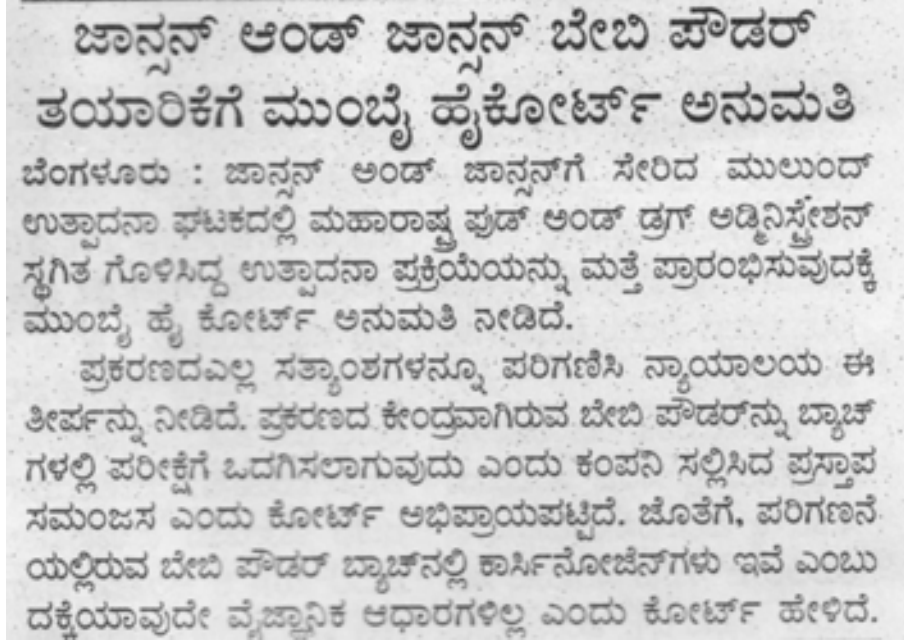 ಜಾನ್ಸನ್ ಆಂಡ್ ಜಾನ್ಸನ್ ಬೇಬಿ ಪೌಡರ್
ತಯಾರಿಕೆಗೆ ಮುಂಬೈ ಹೈಕೋರ್ಟ್ ಅನುಮತಿ
ಬೆಂಗಳೂರು : ಜಾನ್ಸನ್ ಅಂಡ್ ಜಾನ್ಸನ್‌ಗೆ ಸೇರಿದ ಮುಲುಂದ್
ಉತ್ಪಾದನಾ ಘಟಕದಲ್ಲಿ ಮಹಾರಾಷ್ಟ್ರ ಫುಡ್ ಅಂಡ್ ಡ್ರಗ್ ಅಡ್ಮಿನಿಸ್ಟ್ರೇಶನ್
ಸ್ಥಗಿತ ಗೊಳಿಸಿದ್ದ ಉತ್ಪಾದನಾ ಪ್ರಕ್ರಿಯೆಯನ್ನು ಮತ್ತೆ ಪ್ರಾರಂಭಿಸುವುದಕ್ಕೆ
ಮುಂಬೈ ಹೈ ಕೋರ್ಟ್ ಅನುಮತಿ ನೀಡಿದೆ.
ಪ್ರಕರಣದಎಲ್ಲ ಸತ್ಯಾಂಶಗಳನ್ನೂ ಪರಿಗಣಿಸಿ ನ್ಯಾಯಾಲಯ ಈ
ತೀರ್ಪನ್ನು ನೀಡಿದೆ. ಪ್ರಕರಣದ ಕೇಂದ್ರವಾಗಿರುವ ಬೇಬಿ ಪೌಡರ್‌ನ್ನು ಬ್ಯಾಚ್
ಗಳಲ್ಲಿ ಪರೀಕ್ಷೆಗೆ ಒದಗಿಸಲಾಗುವುದು ಎಂದು ಕಂಪನಿ ಸಲ್ಲಿಸಿದ ಪ್ರಸ್ತಾಪ
ಸಮಂಜಸ ಎಂದು ಕೋರ್ಟ್ ಅಭಿಪ್ರಾಯಪಟ್ಟಿದೆ. ಜೊತೆಗೆ, ಪರಿಗಣನೆ
ಯಲ್ಲಿರುವ ಬೇಬಿ ಪೌಡರ್ ಬ್ಯಾಚ್‌ನಲ್ಲಿ ಕಾರ್ಸಿನೋಜೆನ್‌ಗಳು ಇವೆ ಎಂಬು
ದಕ್ಕೆಯಾವುದೇ ವೈಜ್ಞಾನಿಕ ಆಧಾರಗಳಿಲ್ಲ ಎಂದು ಕೋರ್ಟ್ ಹೇಳಿದೆ.